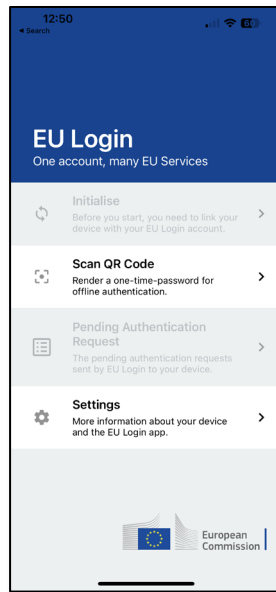 12:50
◀ Search
60
EU Login
One account, many EU Services
Initialise
Before you start, you need to link your
device with your EU Login account.
Scan QR Code
Render a one-time-password for
offline authentication.
Pending Authentication
Request
The pending authentication requests
sent by EU Login to your device.
Settings
More information about your device
and the EU Login app.
European
Commission